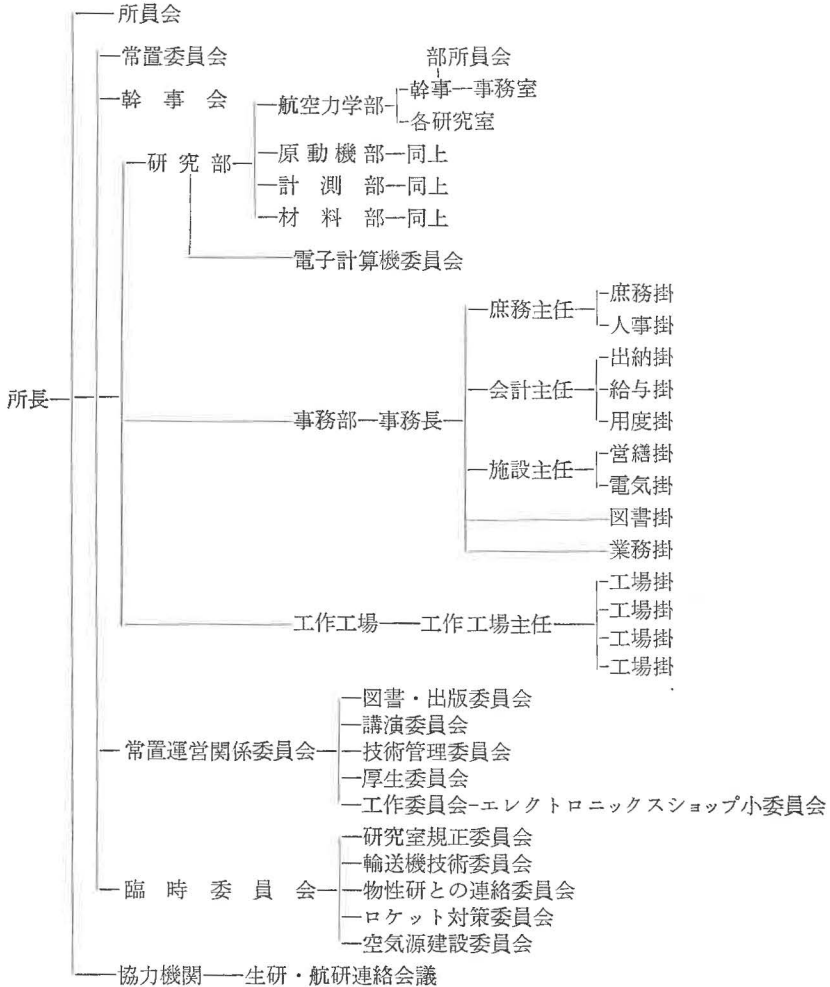 所員会
常置委員会
部所員会
幹事会
航空力学部
幹事 事務室
各研究室
研究部
原動機部 同上
計測部 同上
材料部 同上
電子計算機委員会
庶務主任
庶務掛
人事掛
所長
会計主任
出納掛
給与掛
用度掛
事務部 事務長
施設主任
営繕掛
電気掛
図書掛
業務掛
工作工場 工作工場主任
工場掛
工場掛
工場掛
工場掛
常置運営関係委員会
図書・出版委員会
講演委員会
技術管理委員会
厚生委員会
工作委員会-エレクトロニックスショップ小委員会
臨時委員会
研究室規正委員会
輸送機技術委員会
物性研との連絡委員会
ロケット対策委員会
空気源建設委員会
協力機関 生研・航研連絡会議